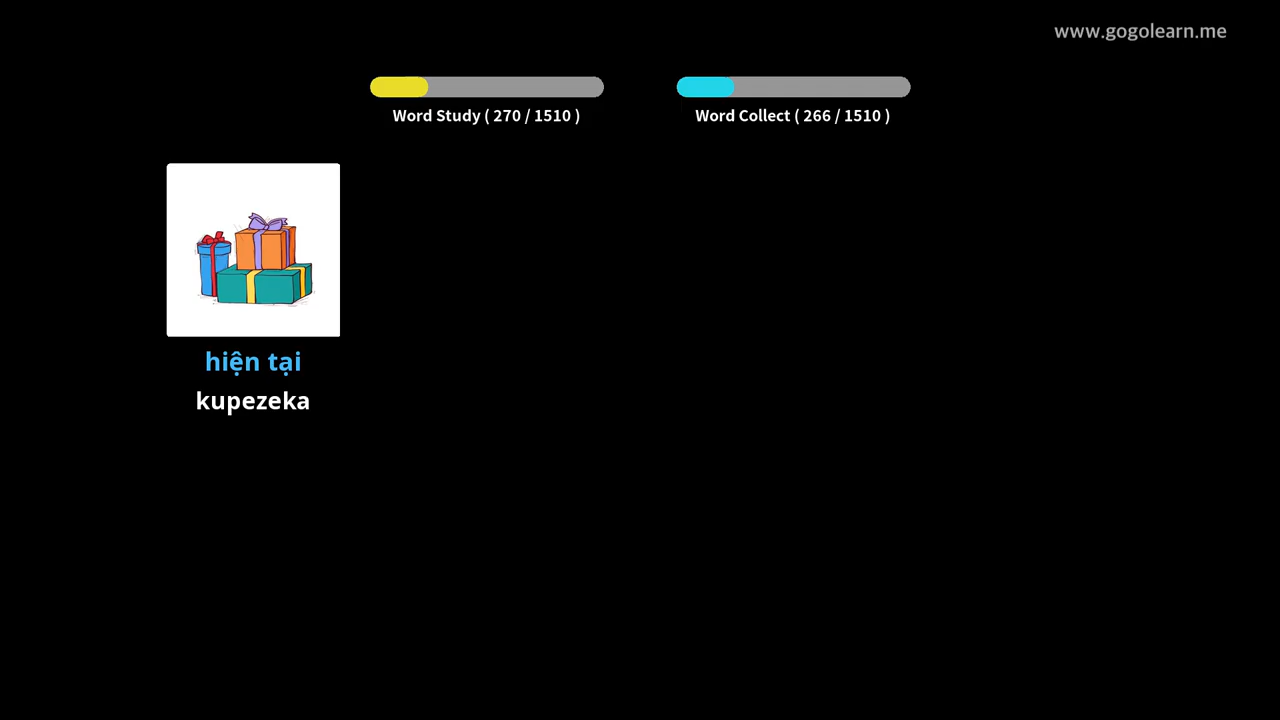 www.gogolearn.me
Word Study ( 270 / 1510 )
Word Collect ( 266 / 1510 )
hiện tại
kupezeka